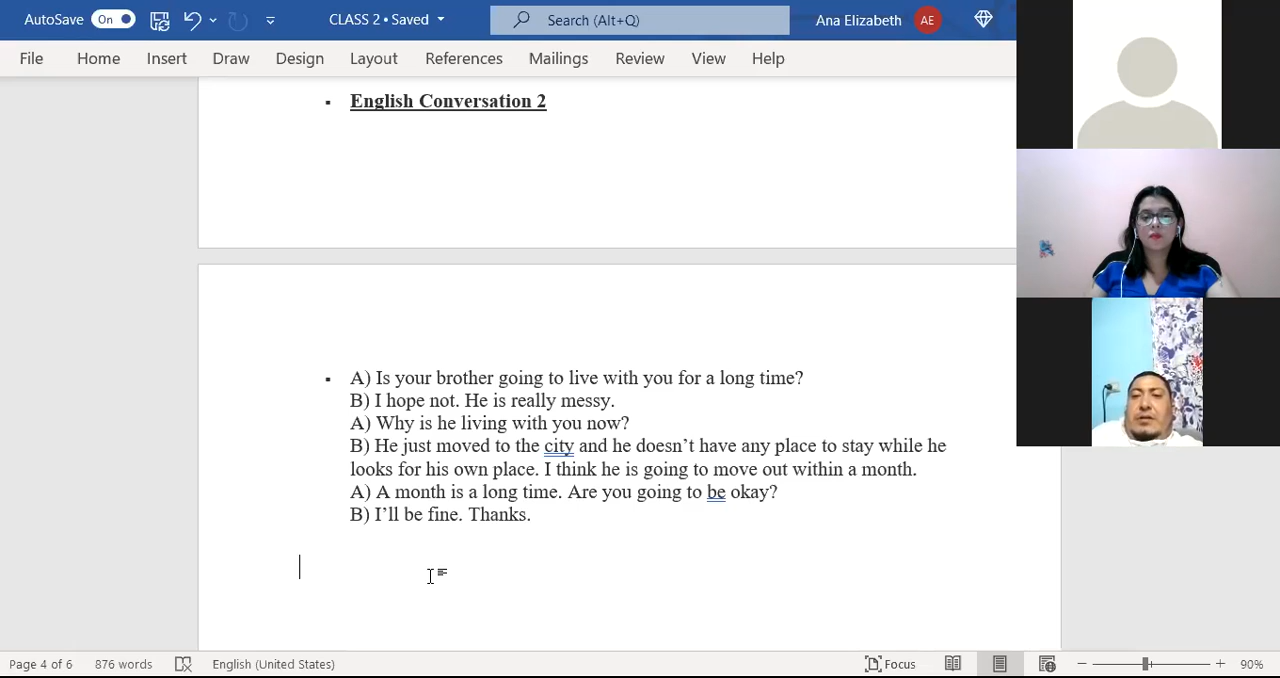 AutoSave On CLASS 2 • Saved Search (Alt+Q) Ana Elizabeth AE
File Home Insert Draw Design Layout References Mailings Review View Help
▪ English Conversation 2
▪ A) Is your brother going to live with you for a long time?
B) I hope not. He is really messy.
A) Why is he living with you now?
B) He just moved to the city and he doesn’t have any place to stay while he
looks for his own place. I think he is going to move out within a month.
A) A month is a long time. Are you going to be okay?
B) I’ll be fine. Thanks.
Page 4 of 6 876 words English (United States) Focus 90%